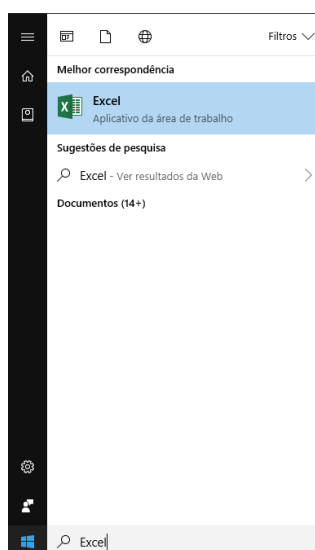 Filtros
Melhor correspondência
Excel
Aplicativo da área de trabalho
Sugestões de pesquisa
Excel - Ver resultados da Web
Documentos (14+)
Excel